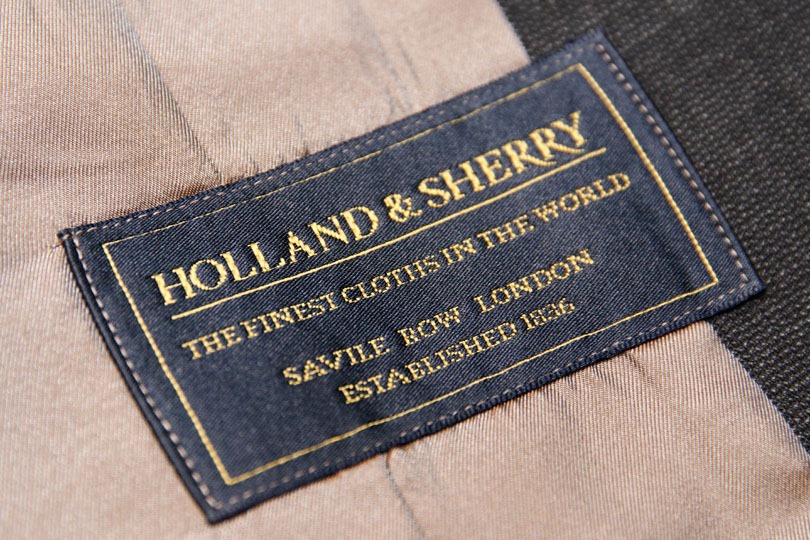 HOLLAND & SHERRY
THE FINEST CLOTHS IN THE WORLD
SAVILE ROW LONDON
ESTABLISHED 1836